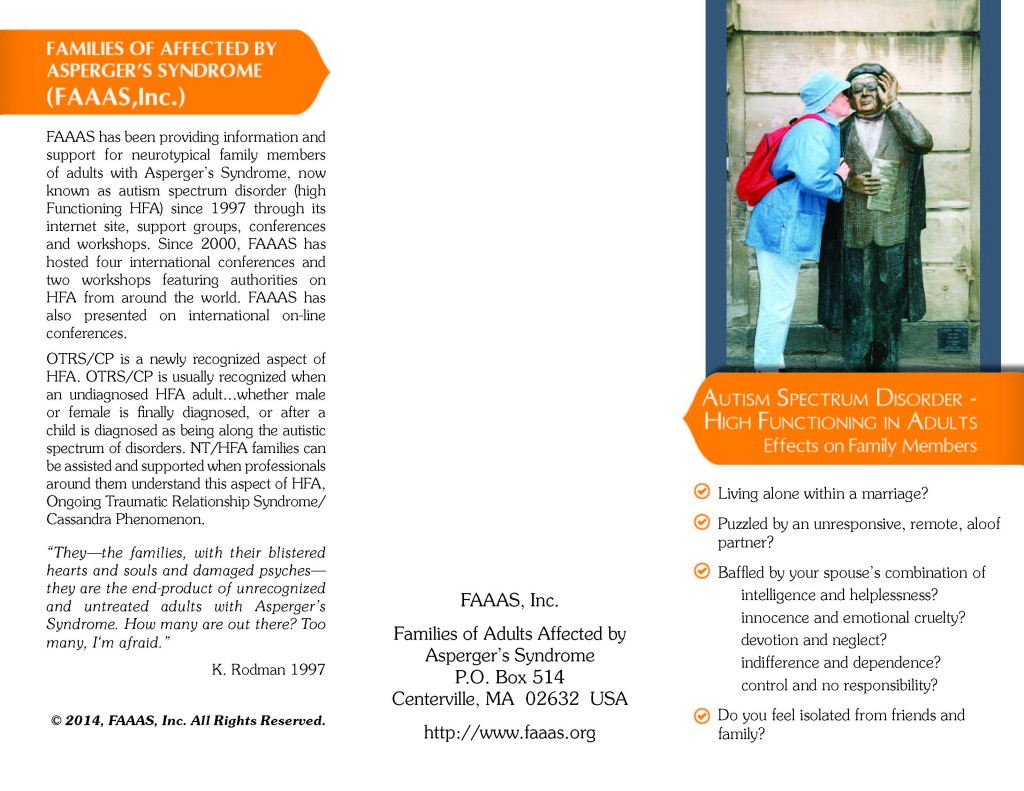 FAMILIES OF AFFECTED BY
ASPERGER'S SYNDROME
(FAAAS,Inc.)
FAAAS has been providing information and
support for neurotypical family members
of adults with Asperger's Syndrome, now
known as autism spectrum disorder (high
Functioning HFA) since 1997 through its
internet site, support groups, conferences
and workshops. Since 2000, FAAAS has
hosted four international conferences and
two workshops featuring authorities on
HFA from around the world. FAAAS has
also presented on international on-line
conferences.
OTRS/CP is a newly recognized aspect of
HFA. OTRS/CP is usually recognized when
an undiagnosed HFA adult...whether male
or female is finally diagnosed, or after a
child is diagnosed as being along the autistic
spectrum of disorders. NT/HFA families can
be assisted and supported when professionals
around them understand this aspect of HFA,
Ongoing Traumatic Relationship Syndrome/
Cassandra Phenomenon.
"They—the families, with their blistered
hearts and souls and damaged psyches—
they are the end-product of unrecognized
and untreated adults with Asperger's
Syndrome. How many are out there? Too
many, I'm afraid."
K. Rodman 1997
© 2014, FAAAS, Inc. All Rights Reserved.
FAAAS, Inc.
Families of Adults Affected by
Asperger's Syndrome
P.O. Box 514
Centerville, MA 02632 USA
http://www.faaas.org
AUTISM SPECTRUM DISORDER -
HIGH FUNCTIONING IN ADULTS
Effects on Family Members
Living alone within a marriage?
Puzzled by an unresponsive, remote, aloof
partner?
Baffled by your spouse's combination of
intelligence and helplessness?
innocence and emotional cruelty?
devotion and neglect?
indifference and dependence?
control and no responsibility?
Do you feel isolated from friends and
family?